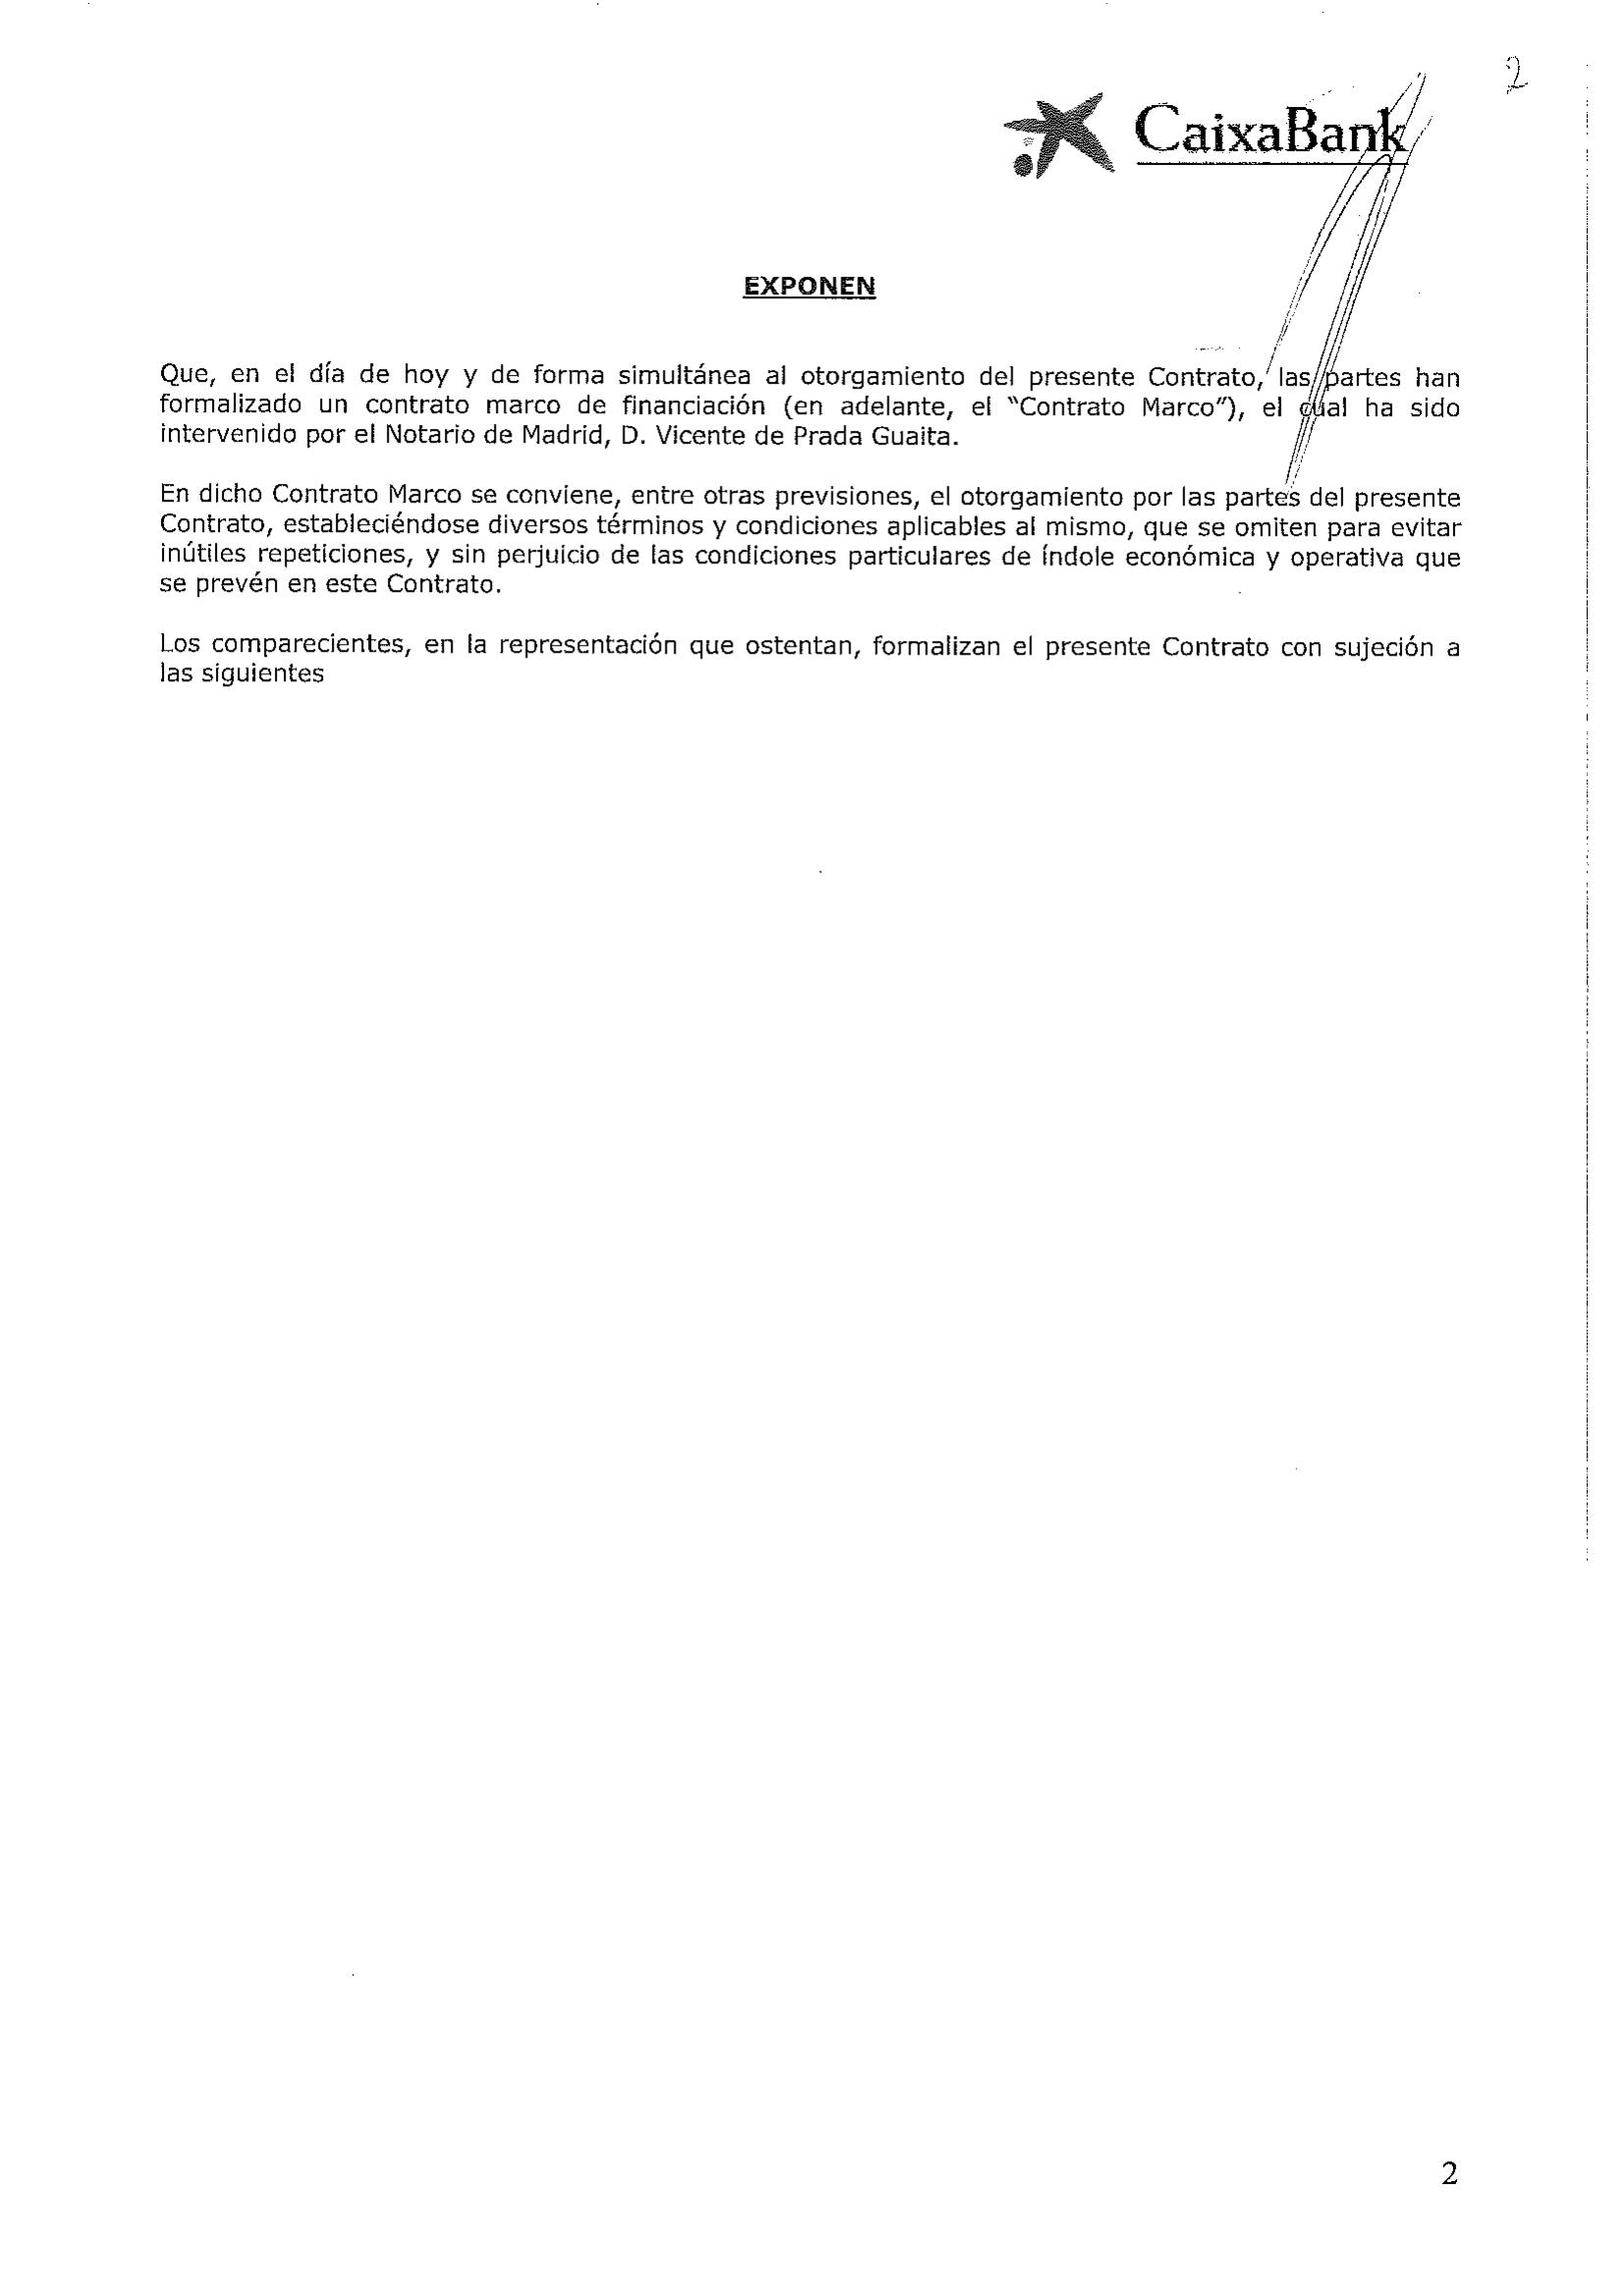 2
CaixaBank
EXPONEN
Que, en el día de hoy y de forma simultánea al otorgamiento del presente Contrato, las partes han
formalizado un contrato marco de financiación (en adelante, el "Contrato Marco"), el cual ha sido
intervenido por el Notario de Madrid, D. Vicente de Prada Guaita.
En dicho Contrato Marco se conviene, entre otras previsiones, el otorgamiento por las partes del presente
Contrato, estableciéndose diversos términos y condiciones aplicables al mismo, que se omiten para evitar
inútiles repeticiones, y sin perjuicio de las condiciones particulares de índole económica y operativa que
se prevén en este Contrato.
Los comparecientes, en la representación que ostentan, formalizan el presente Contrato con sujeción a
las siguientes
2